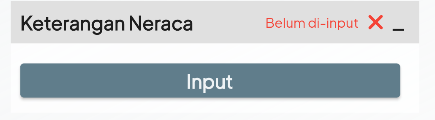 Keterangan Neraca Belum di-input ❌ _
Input